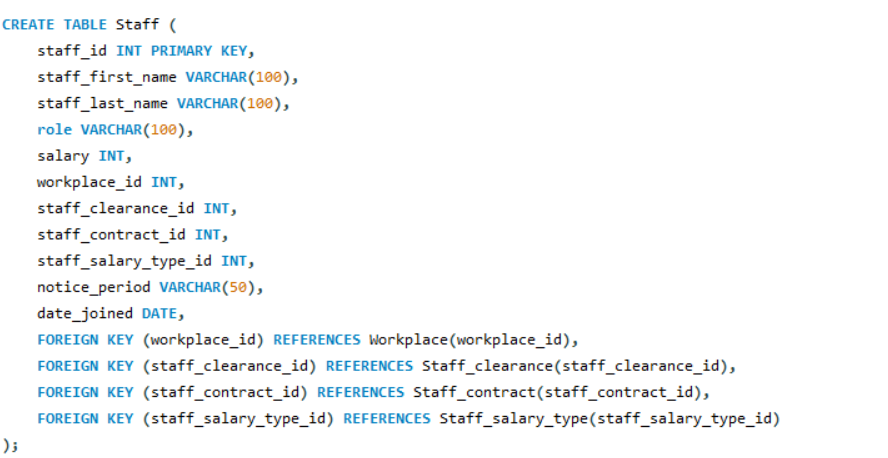 CREATE TABLE Staff (
    staff_id INT PRIMARY KEY,
    staff_first_name VARCHAR(100),
    staff_last_name VARCHAR(100),
    role VARCHAR(100),
    salary INT,
    workplace_id INT,
    staff_clearance_id INT,
    staff_contract_id INT,
    staff_salary_type_id INT,
    notice_period VARCHAR(50),
    date_joined DATE,
    FOREIGN KEY (workplace_id) REFERENCES Workplace(workplace_id),
    FOREIGN KEY (staff_clearance_id) REFERENCES Staff_clearance(staff_clearance_id),
    FOREIGN KEY (staff_contract_id) REFERENCES Staff_contract(staff_contract_id),
    FOREIGN KEY (staff_salary_type_id) REFERENCES Staff_salary_type(staff_salary_type_id)
);